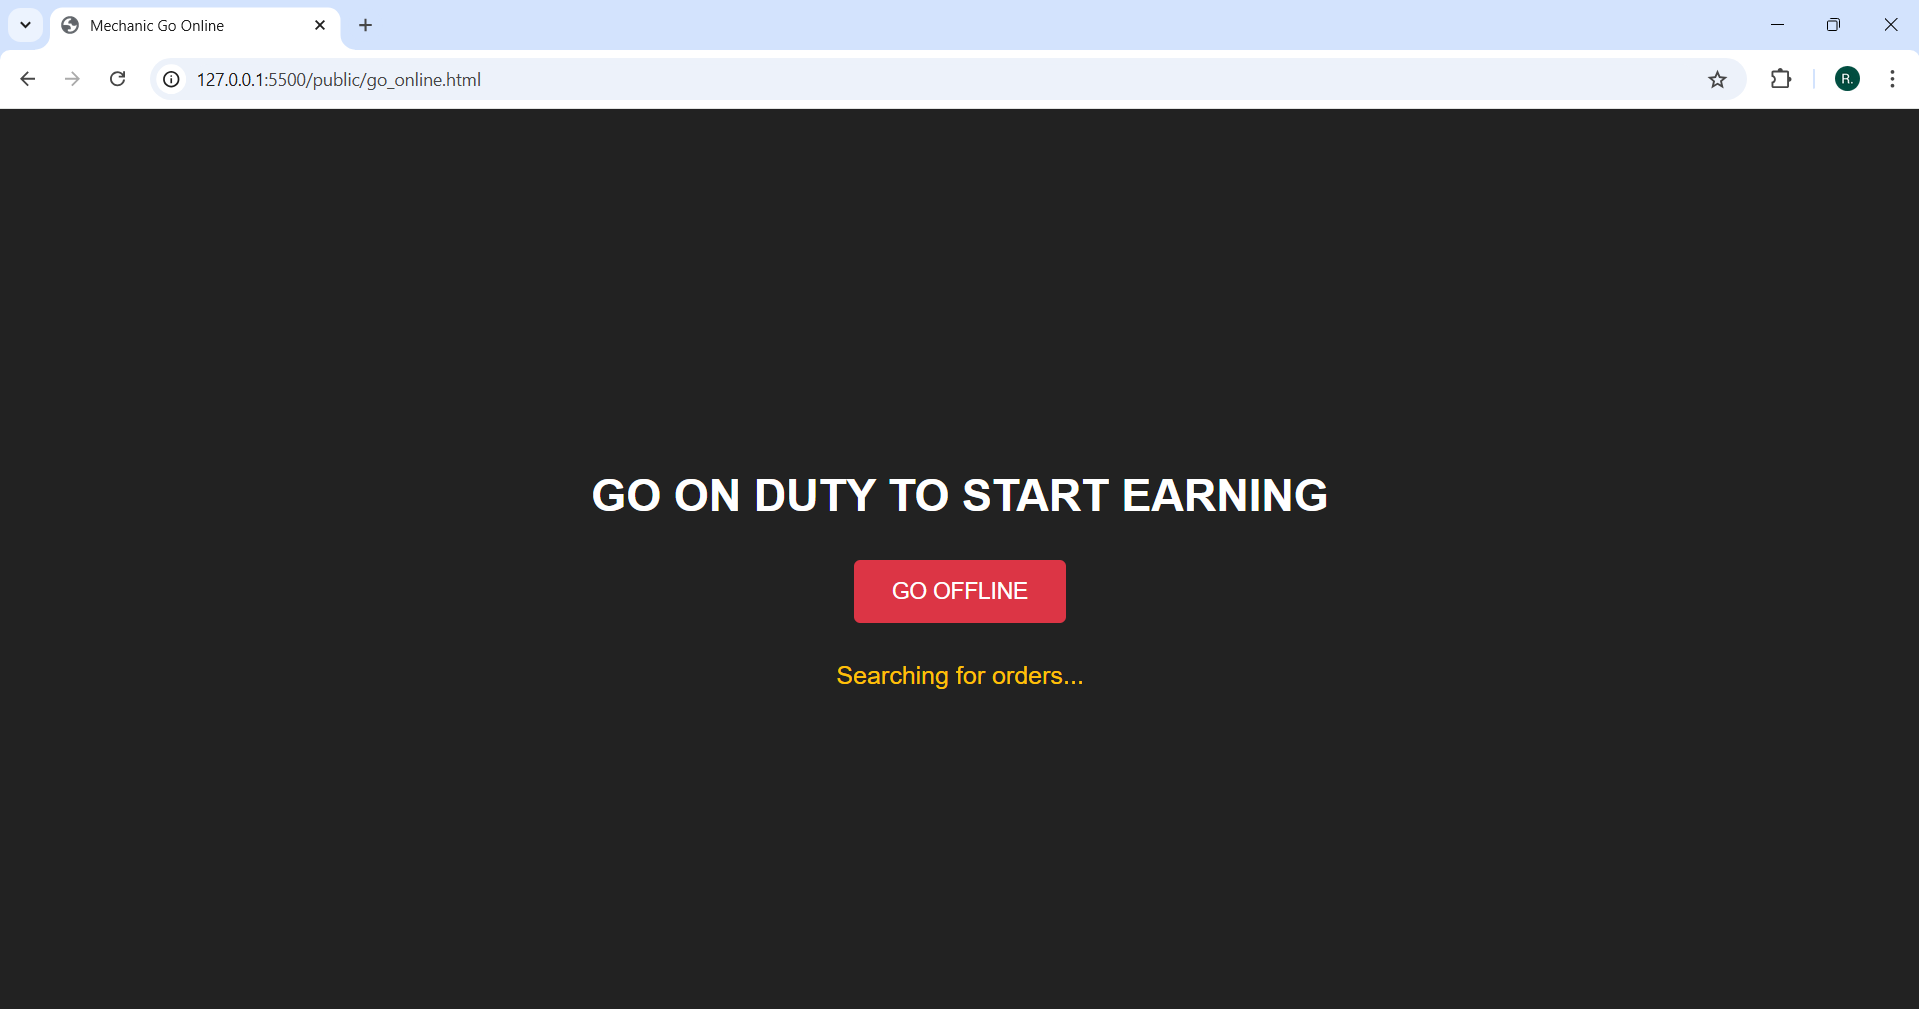 Mechanic Go Online
127.0.0.1:5500/public/go_online.html
R.
GO ON DUTY TO START EARNING
GO OFFLINE
Searching for orders...